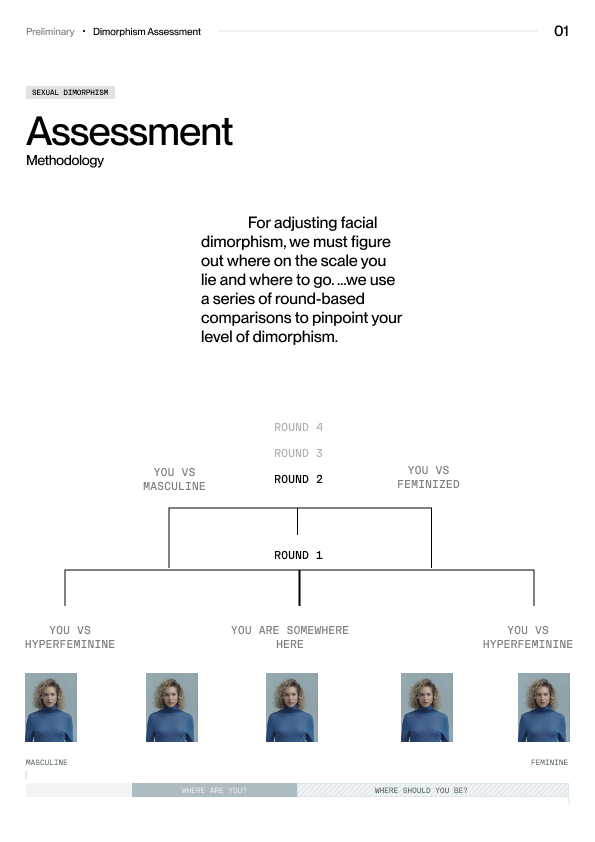 Preliminary • Dimorphism Assessment 01
SEXUAL DIMORPHISM
Assessment
Methodology
For adjusting facial
dimorphism, we must figure
out where on the scale you
lie and where to go. ...we use
a series of round-based
comparisons to pinpoint your
level of dimorphism.
ROUND 4
ROUND 3
ROUND 2
YOU VS
MASCULINE
YOU VS
FEMINIZED
ROUND 1
YOU VS
HYPERFEMININE
YOU ARE SOMEWHERE
HERE
YOU VS
HYPERFEMININE
MASCULINE
FEMININE
WHERE ARE YOU?
WHERE SHOULD YOU BE?